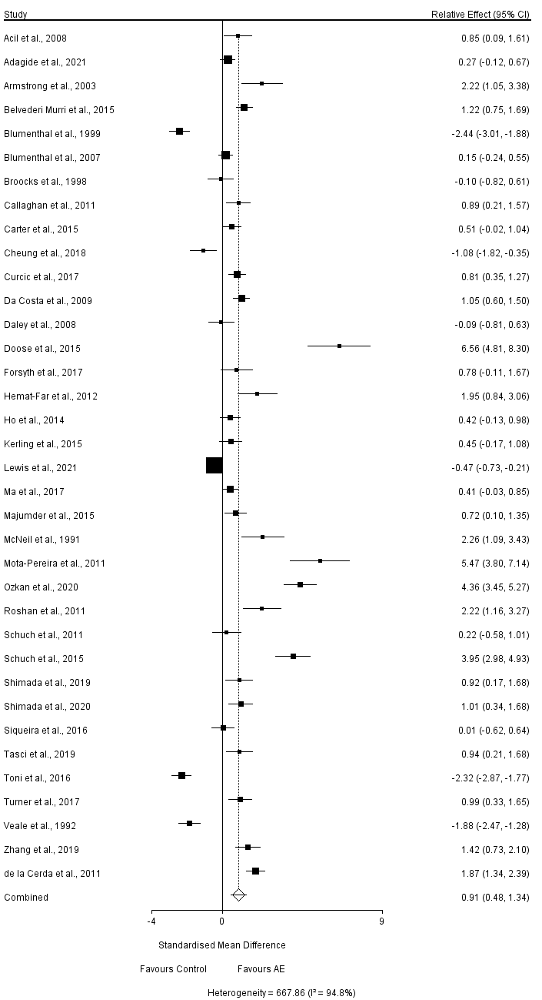 Study Relative Effect (95% CI)
Acil et al., 2008 0.85 (0.09, 1.61)
Adagide et al., 2021 0.27 (-0.12, 0.67)
Armstrong et al., 2003 2.22 (1.05, 3.38)
Belvederi Murri et al., 2015 1.22 (0.75, 1.69)
Blumenthal et al., 1999 -2.44 (-3.01, -1.88)
Blumenthal et al., 2007 0.15 (-0.24, 0.55)
Broocks et al., 1998 -0.10 (-0.82, 0.61)
Callaghan et al., 2011 0.89 (0.21, 1.57)
Carter et al., 2015 0.51 (-0.02, 1.04)
Cheung et al., 2018 -1.08 (-1.82, -0.35)
Curcic et al., 2017 0.81 (0.35, 1.27)
Da Costa et al., 2009 1.05 (0.60, 1.50)
Daley et al., 2008 -0.09 (-0.81, 0.63)
Doose et al., 2015 6.56 (4.81, 8.30)
Forsyth et al., 2017 0.78 (-0.11, 1.67)
Hemat-Far et al., 2012 1.95 (0.84, 3.06)
Ho et al., 2014 0.42 (-0.13, 0.98)
Kerling et al., 2015 0.45 (-0.17, 1.08)
Lewis et al., 2021 -0.47 (-0.73, -0.21)
Ma et al., 2017 0.41 (-0.03, 0.85)
Majumder et al., 2015 0.72 (0.10, 1.35)
McNeil et al., 1991 2.26 (1.09, 3.43)
Mota-Pereira et al., 2011 5.47 (3.80, 7.14)
Ozkan et al., 2020 4.36 (3.45, 5.27)
Roshan et al., 2011 2.22 (1.16, 3.27)
Schuch et al., 2011 0.22 (-0.58, 1.01)
Schuch et al., 2015 3.95 (2.98, 4.93)
Shimada et al., 2019 0.92 (0.17, 1.68)
Shimada et al., 2020 1.01 (0.34, 1.68)
Siqueira et al., 2016 0.01 (-0.62, 0.64)
Tasci et al., 2019 0.94 (0.21, 1.68)
Toni et al., 2016 -2.32 (-2.87, -1.77)
Turner et al., 2017 0.99 (0.33, 1.65)
Veale et al., 1992 -1.88 (-2.47, -1.28)
Zhang et al., 2019 1.42 (0.73, 2.10)
de la Cerda et al., 2011 1.87 (1.34, 2.39)
Combined 0.91 (0.48, 1.34)
-4 0 9
Standardised Mean Difference
Favours Control Favours AE
Heterogeneity = 667.86 (I² = 94.8%)